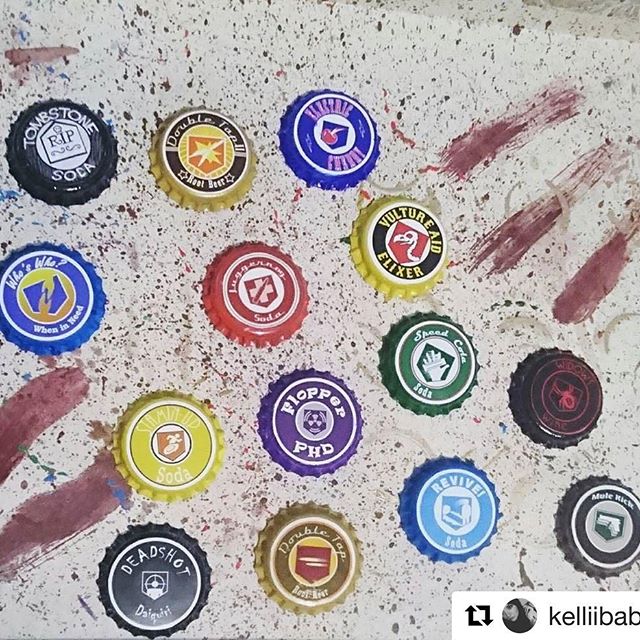 TOMBSTONE
RIP
SODA
Double Tap II
Root Beer
ELECTRIC
CHERRY
VULTURE AID
ELIXER
Who's Who?
When in Need
Juggernog
Soda
Speed Cola
Soda
WIDOW'S
WINE
STAMIN UP
Soda
Flopper
PHD
REVIVE!
Soda
Mule Kick
DEADSHOT
Daiquiri
Double Tap
Root Beer
kelliibab